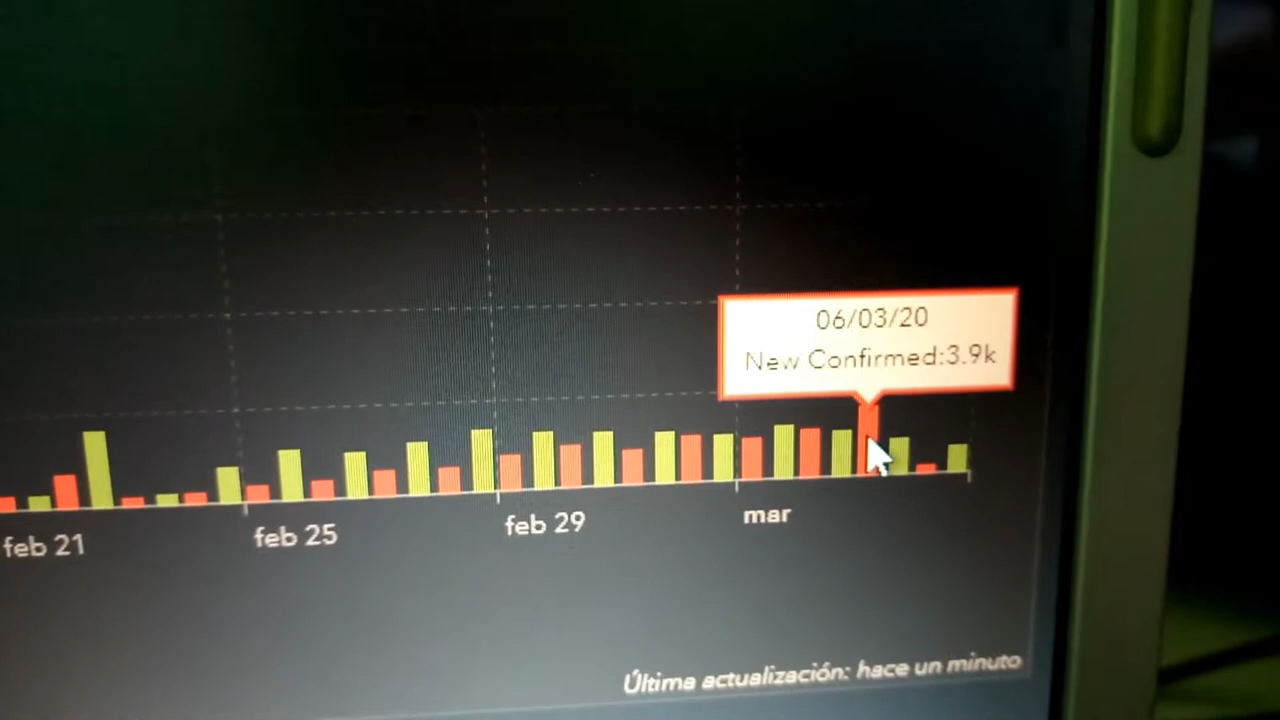 06/03/20
New Confirmed:3.9k
feb 21
feb 25
feb 29
mar
Última actualización: hace un minuto